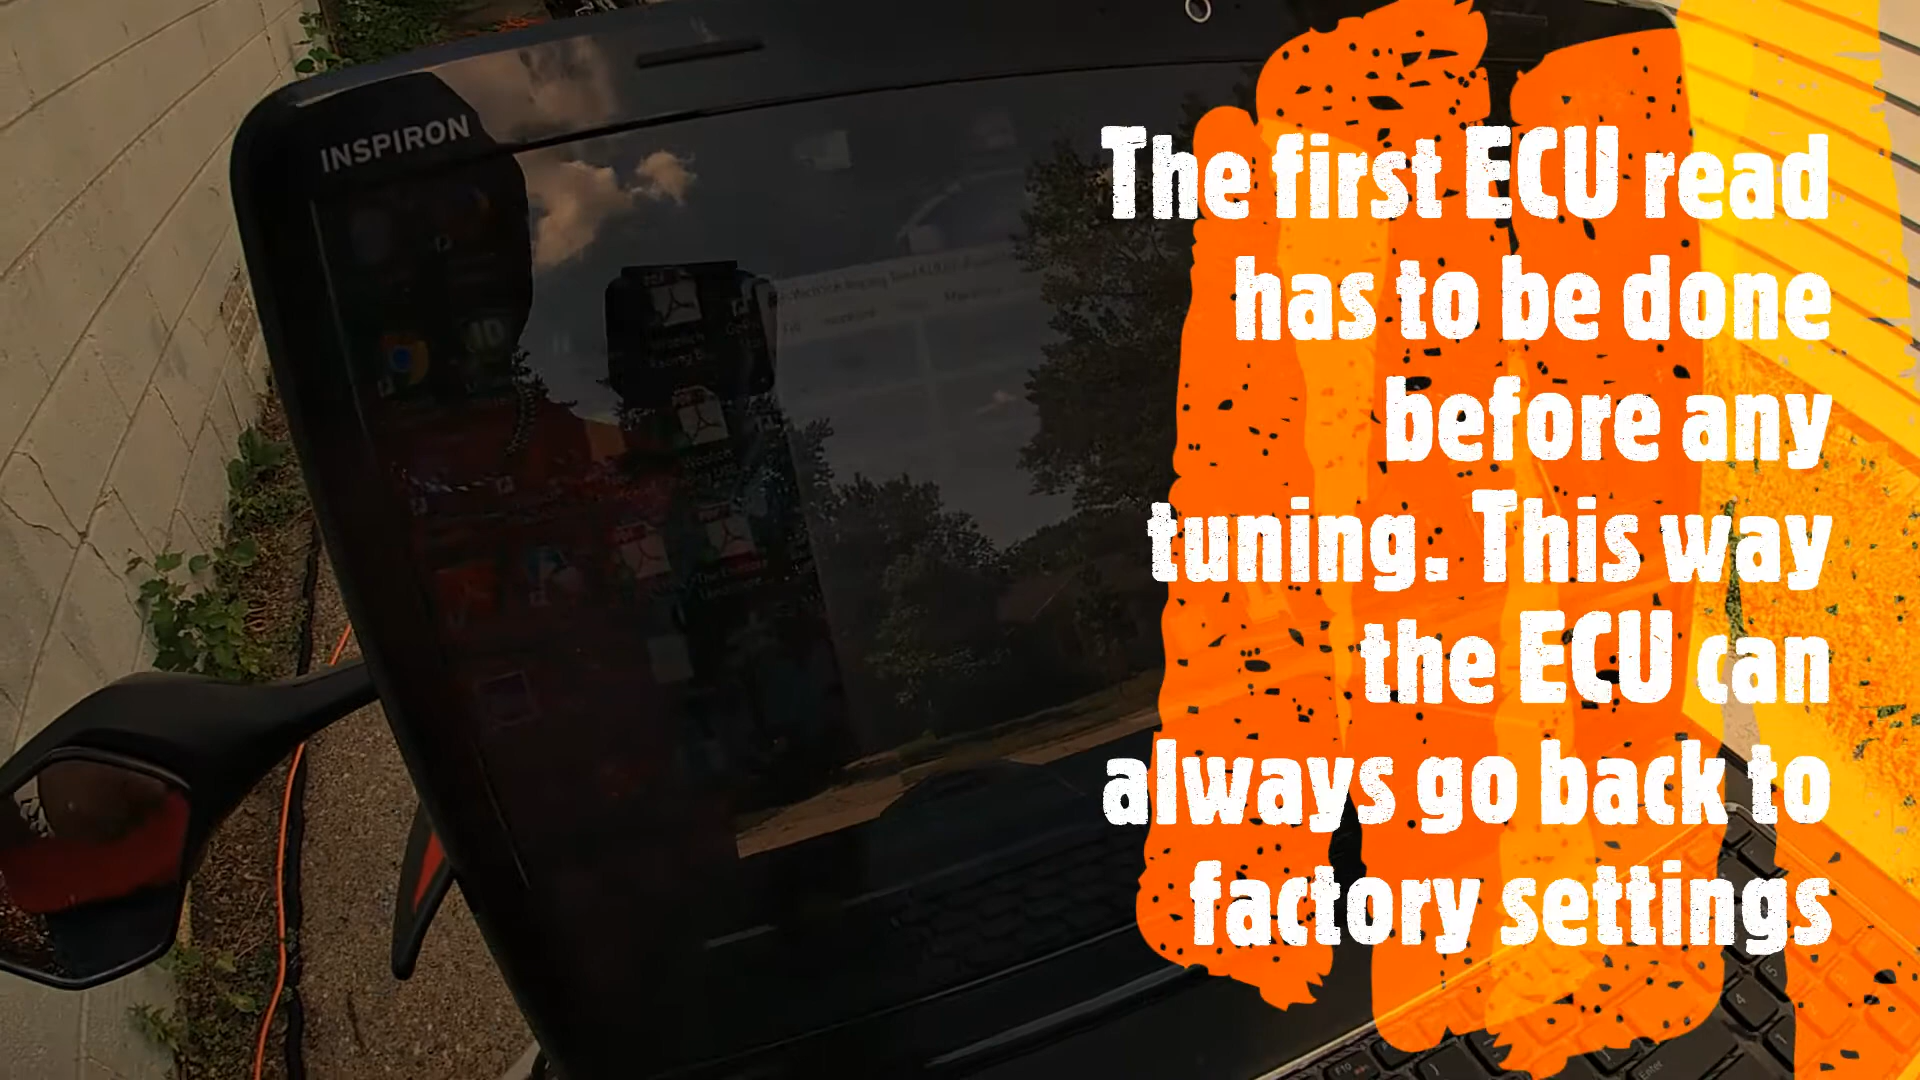 INSPIRON
The first ECU read
has to be done
before any
tuning. This way
the ECU can
always go back to
factory settings